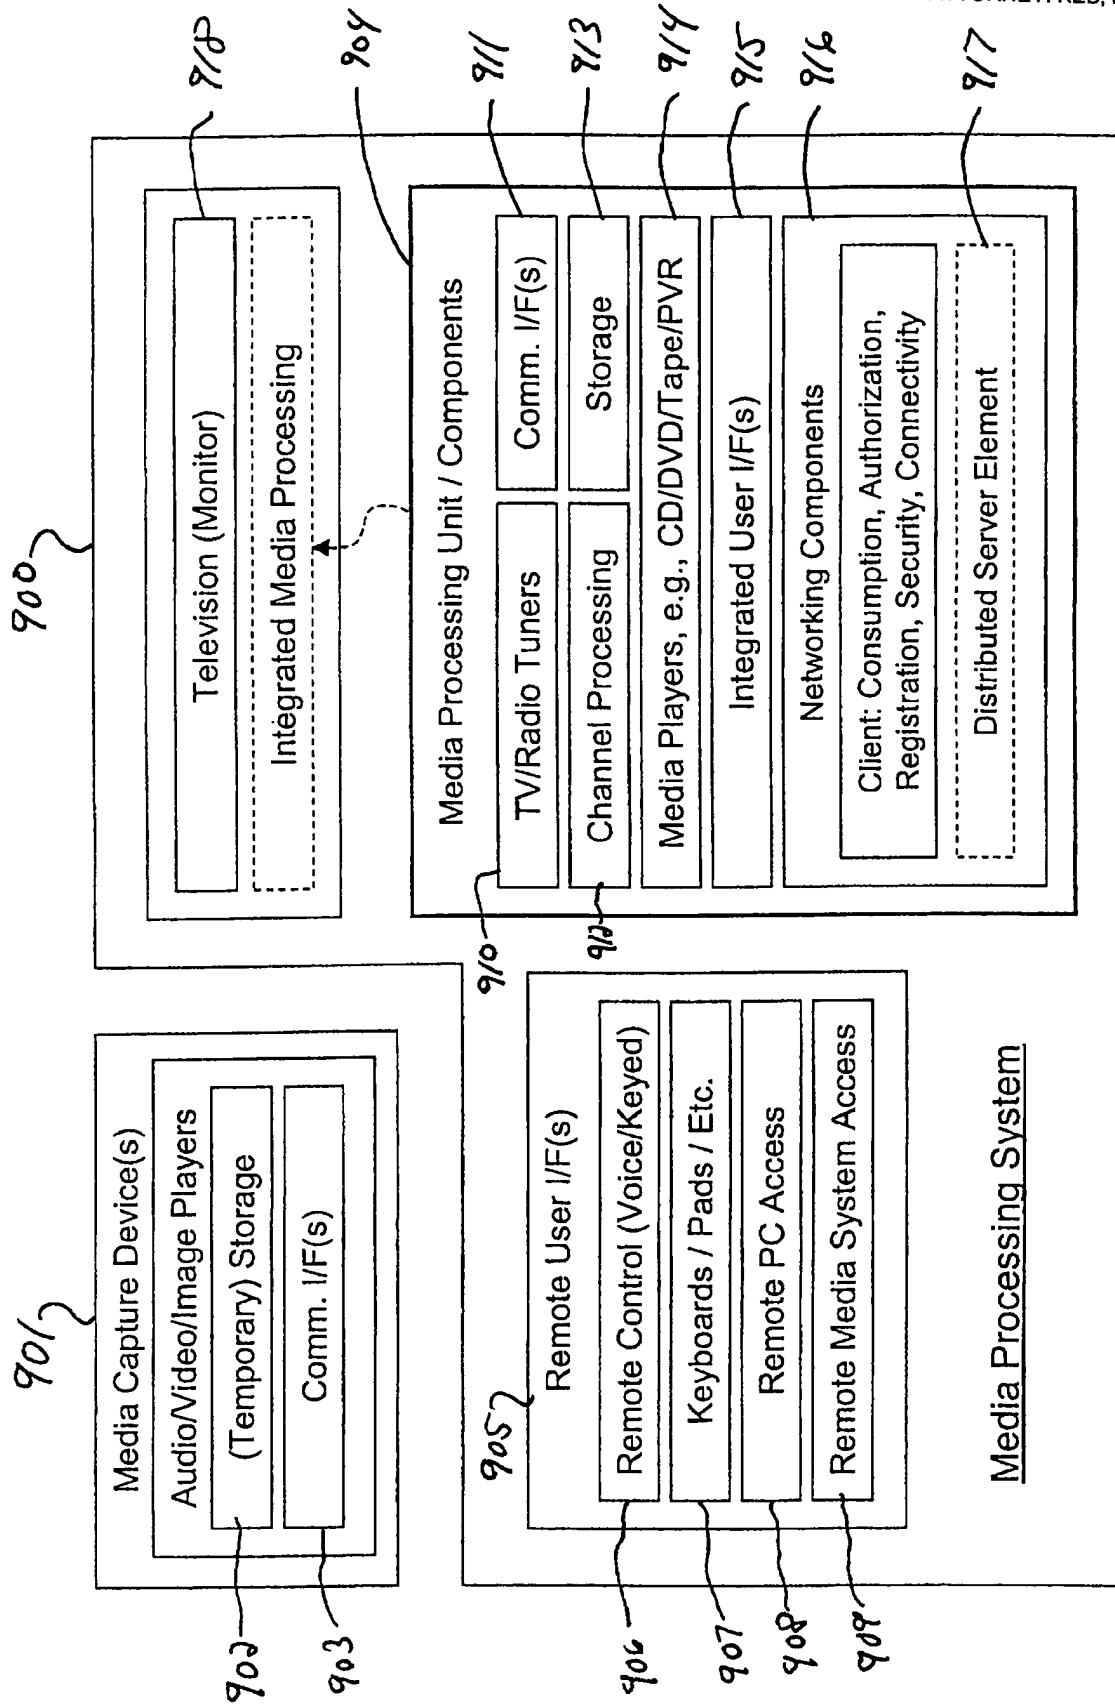 900
901
Media Capture Device(s)
Audio/Video/Image Players
902
(Temporary) Storage
903
Comm. I/F(s)
Television (Monitor)
918
Integrated Media Processing
904
Media Processing Unit / Components
910
TV/Radio Tuners
Comm. I/F(s)
911
912
Channel Processing
Storage
913
Media Players, e.g., CD/DVD/Tape/PVR
914
Integrated User I/F(s)
915
Networking Components
916
Client: Consumption, Authorization,
Registration, Security, Connectivity
Distributed Server Element
917
905
Remote User I/F(s)
906
Remote Control (Voice/Keyed)
907
Keyboards / Pads / Etc.
908
Remote PC Access
909
Remote Media System Access
Media Processing System